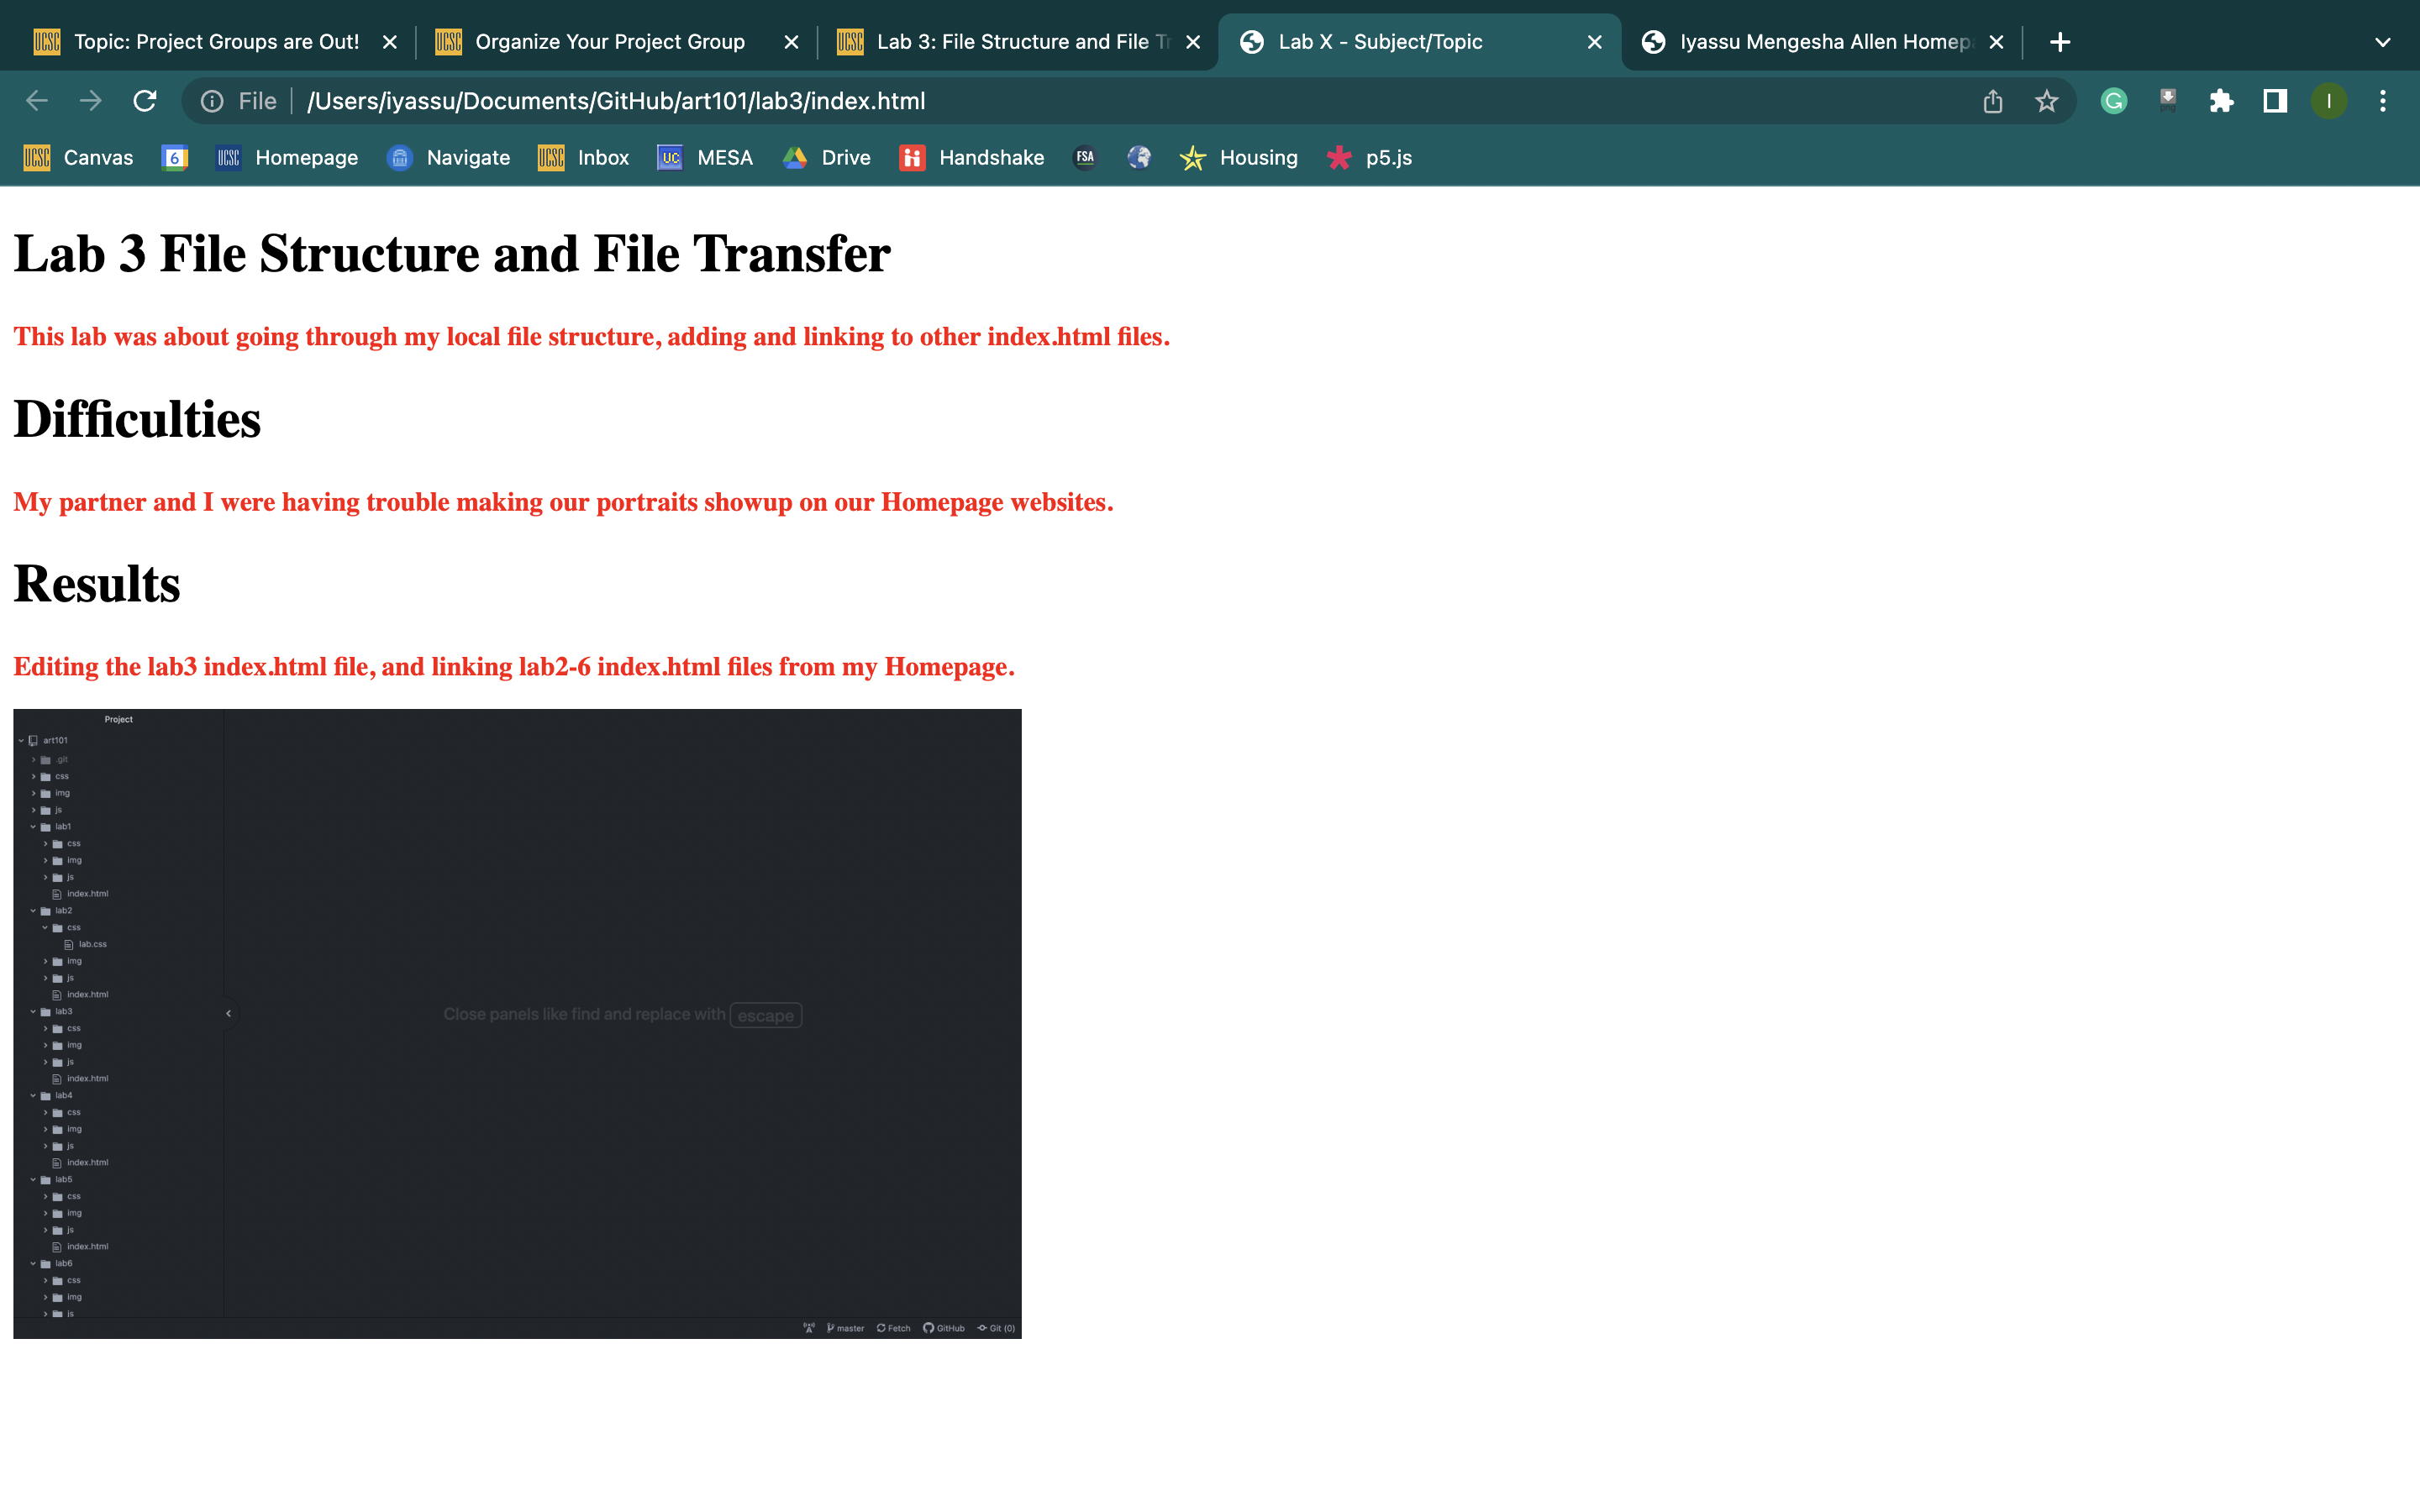 UCSC Topic: Project Groups are Out! UCSC Organize Your Project Group UCSC Lab 3: File Structure and File Tr Lab X - Subject/Topic Iyassu Mengesha Allen Homep
File /Users/iyassu/Documents/GitHub/art101/lab3/index.html I
UCSC Canvas 6 UCSC Homepage Navigate UCSC Inbox UC MESA Drive Handshake FSA Housing p5.js
Lab 3 File Structure and File Transfer
This lab was about going through my local file structure, adding and linking to other index.html files.
Difficulties
My partner and I were having trouble making our portraits showup on our Homepage websites.
Results
Editing the lab3 index.html file, and linking lab2-6 index.html files from my Homepage.
Project
art101
.git
css
img
js
lab1
css
img
js
index.html
lab2
css
lab.css
img
js
index.html
lab3
css
img
js
index.html
lab4
css
img
js
index.html
lab5
css
img
js
index.html
lab6
css
img
js
Close panels like find and replace with escape
master Fetch GitHub Git (0)